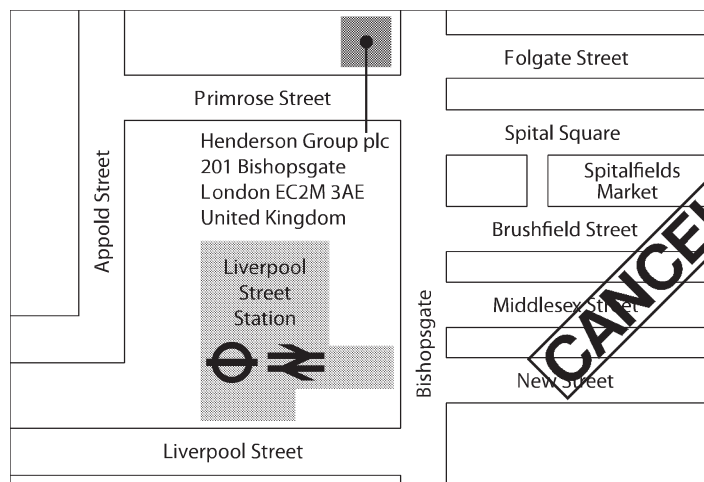 Folgate Street
Primrose Street
Henderson Group plc
201 Bishopsgate
London EC2M 3AE
United Kingdom
Spital Square
Spitalfields
Market
Appold Street
Brushfield Street
Liverpool
Street
Station
Bishopsgate
Middlesex Street
New Street
Liverpool Street